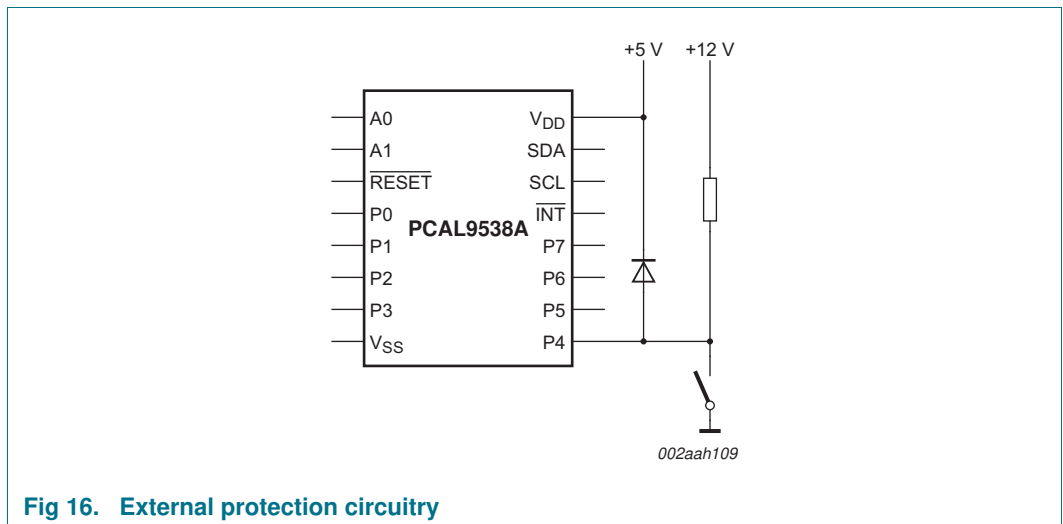 +5 V +12 V
A0 VDD
A1 SDA
RESET SCL
P0 INT
PCAL9538A
P1 P7
P2 P6
P3 P5
VSS P4
002aah109
Fig 16. External protection circuitry